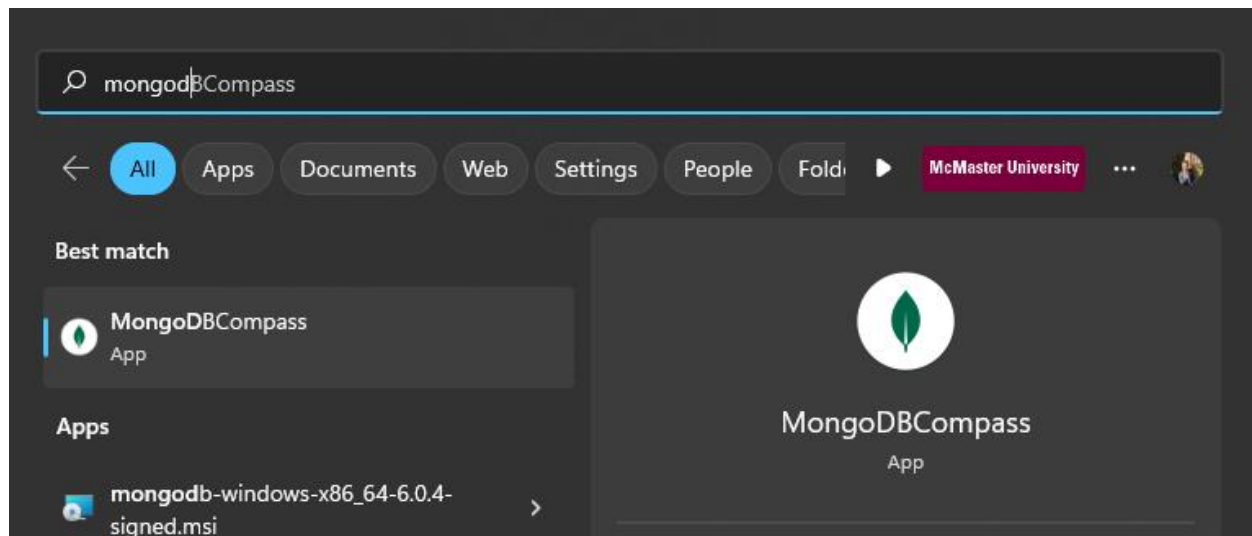 mongodBCompass
All Apps Documents Web Settings People Fold McMaster University ...
Best match
MongoDBCompass
App
Apps
mongodb-windows-x86_64-6.0.4-
signed.msi
MongoDBCompass
App